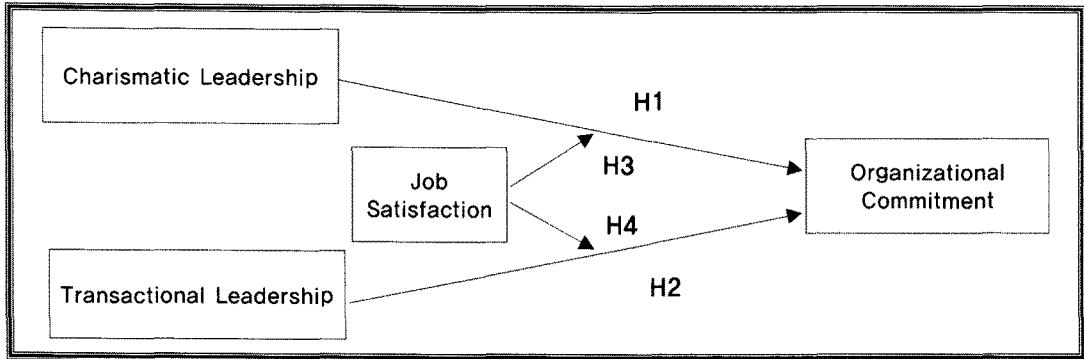 Charismatic Leadership
H1
H3
Job
Satisfaction
Organizational
Commitment
H4
H2
Transactional Leadership